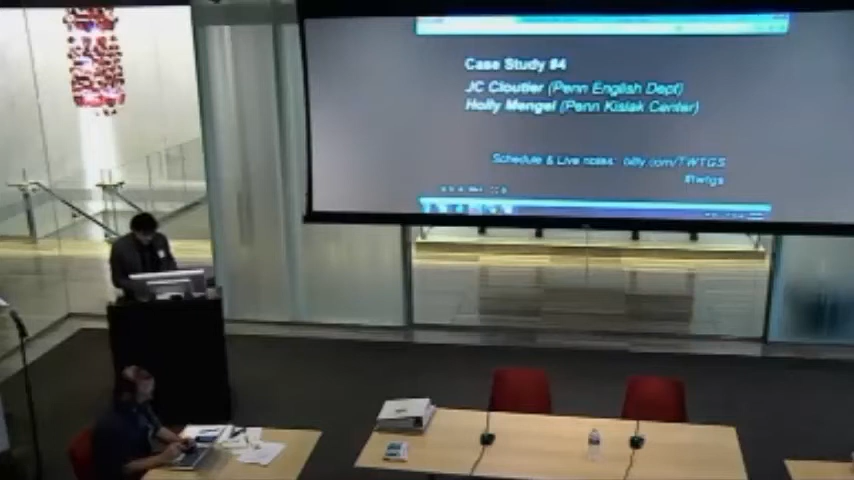 Case Study #4
JC Cloutier (Penn English Dept)
Holly Mengel (Penn Kislak Center)
Schedule & Live notes: bitly.com/TWTGS
#twtgs